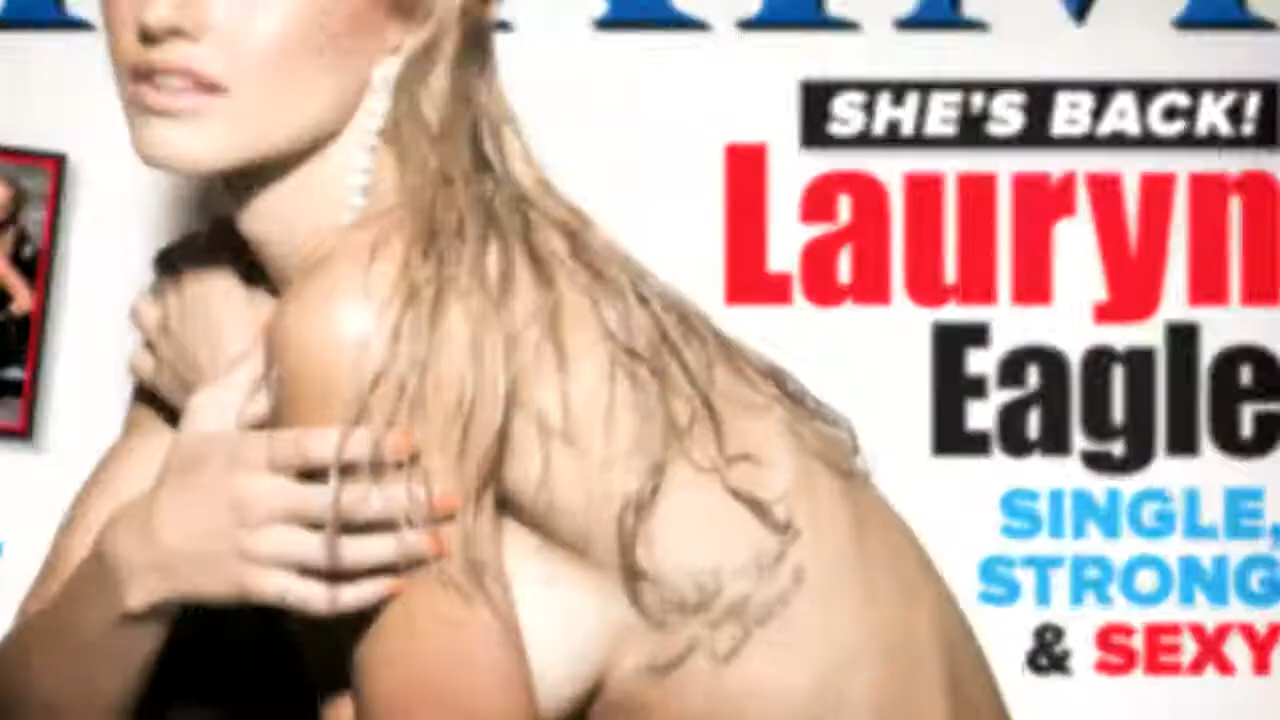 SHE'S BACK!
Lauryn
Eagle
SINGLE,
STRONG
& SEXY